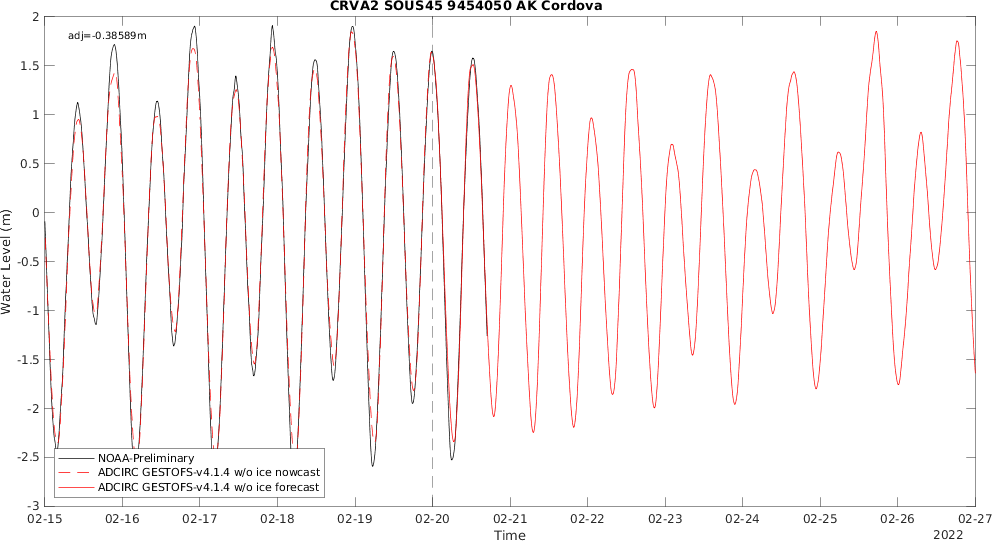 CRVA2 SOUS45 9454050 AK Cordova
adj=-0.38589m
2
1.5
1
0.5
0
-0.5
-1
-1.5
-2
-2.5
-3
Water Level (m)
NOAA-Preliminary
ADCIRC GESTOFS-v4.1.4 w/o ice nowcast
ADCIRC GESTOFS-v4.1.4 w/o ice forecast
02-15 02-16 02-17 02-18 02-19 02-20 02-21 02-22 02-23 02-24 02-25 02-26 02-27
Time
2022